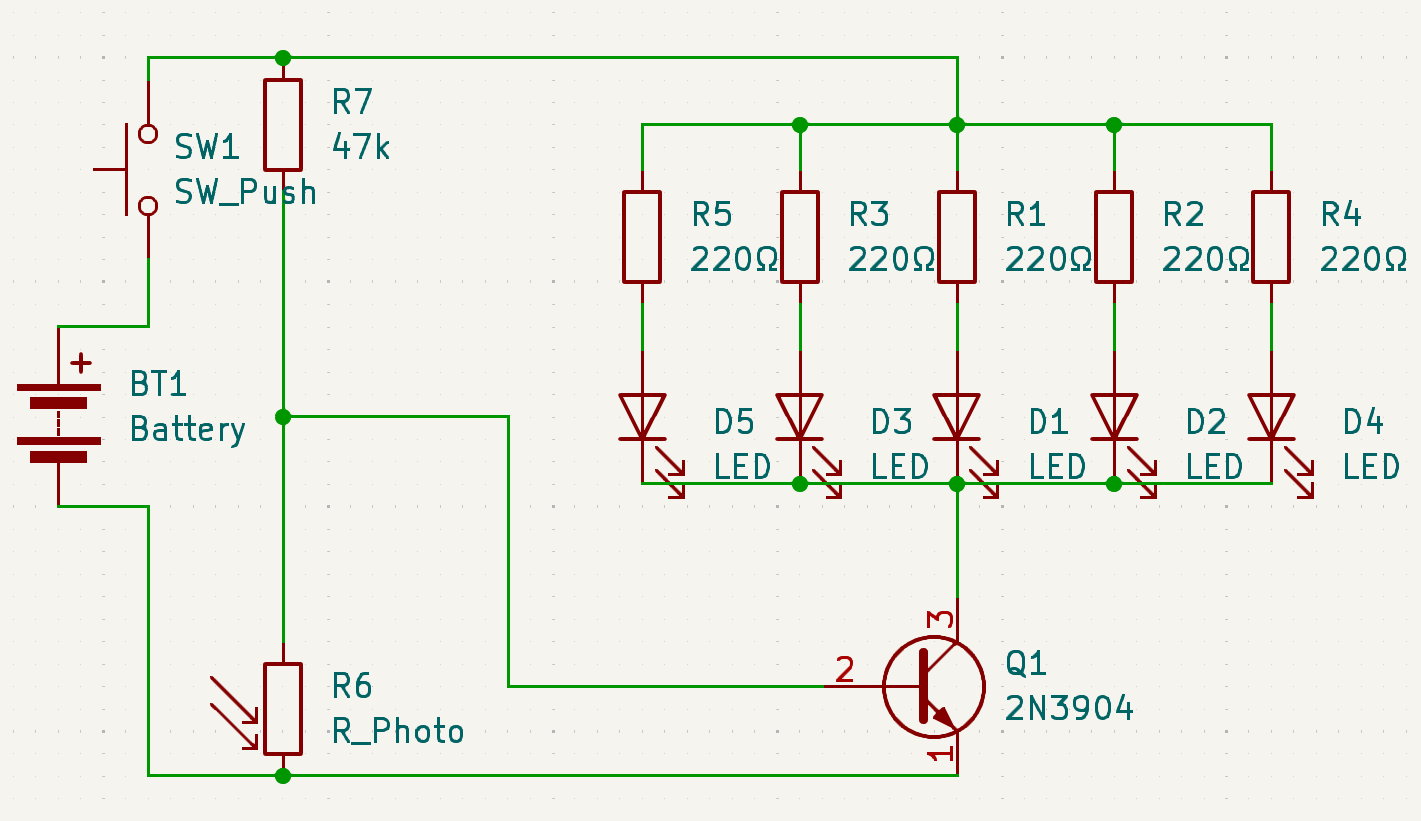 R7
47k
SW1
SW_Push
R5
220Ω
R3
220Ω
R1
220Ω
R2
220Ω
R4
220Ω
+
BT1
Battery
D5
LED
D3
LED
D1
LED
D2
LED
D4
LED
3
2
1
Q1
2N3904
R6
R_Photo